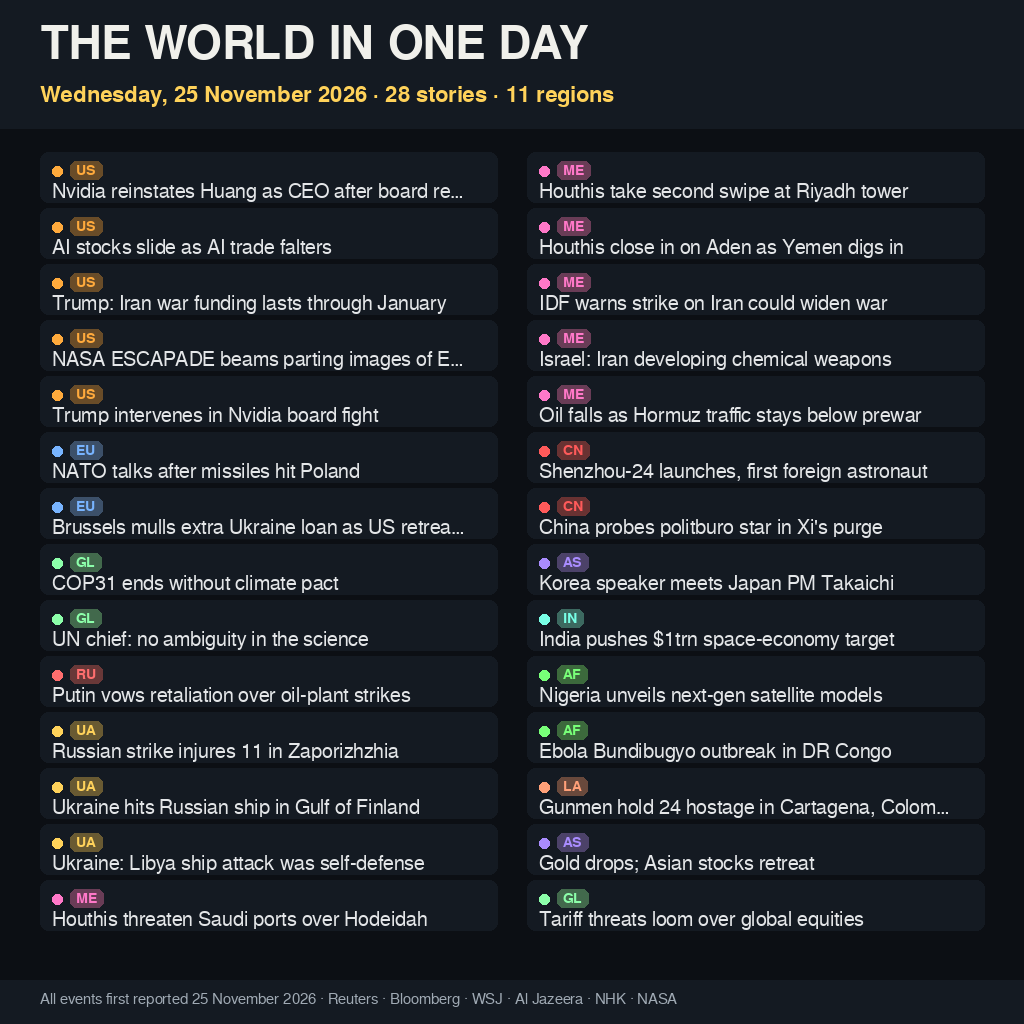 THE WORLD IN ONE DAY
Wednesday, 25 November 2026 · 28 stories · 11 regions
US
Nvidia reinstates Huang as CEO after board re...
US
AI stocks slide as AI trade falters
US
Trump: Iran war funding lasts through January
US
NASA ESCAPADE beams parting images of E...
US
Trump intervenes in Nvidia board fight
EU
NATO talks after missiles hit Poland
EU
Brussels mulls extra Ukraine loan as US retrea...
GL
COP31 ends without climate pact
GL
UN chief: no ambiguity in the science
RU
Putin vows retaliation over oil-plant strikes
UA
Russian strike injures 11 in Zaporizhzhia
UA
Ukraine hits Russian ship in Gulf of Finland
UA
Ukraine: Libya ship attack was self-defense
ME
Houthis threaten Saudi ports over Hodeidah
ME
Houthis take second swipe at Riyadh tower
ME
Houthis close in on Aden as Yemen digs in
ME
IDF warns strike on Iran could widen war
ME
Israel: Iran developing chemical weapons
ME
Oil falls as Hormuz traffic stays below prewar
CN
Shenzhou-24 launches, first foreign astronaut
CN
China probes politburo star in Xi's purge
AS
Korea speaker meets Japan PM Takaichi
IN
India pushes $1trn space-economy target
AF
Nigeria unveils next-gen satellite models
AF
Ebola Bundibugyo outbreak in DR Congo
LA
Gunmen hold 24 hostage in Cartagena, Colom...
AS
Gold drops; Asian stocks retreat
GL
Tariff threats loom over global equities
All events first reported 25 November 2026 · Reuters · Bloomberg · WSJ · Al Jazeera · NHK · NASA